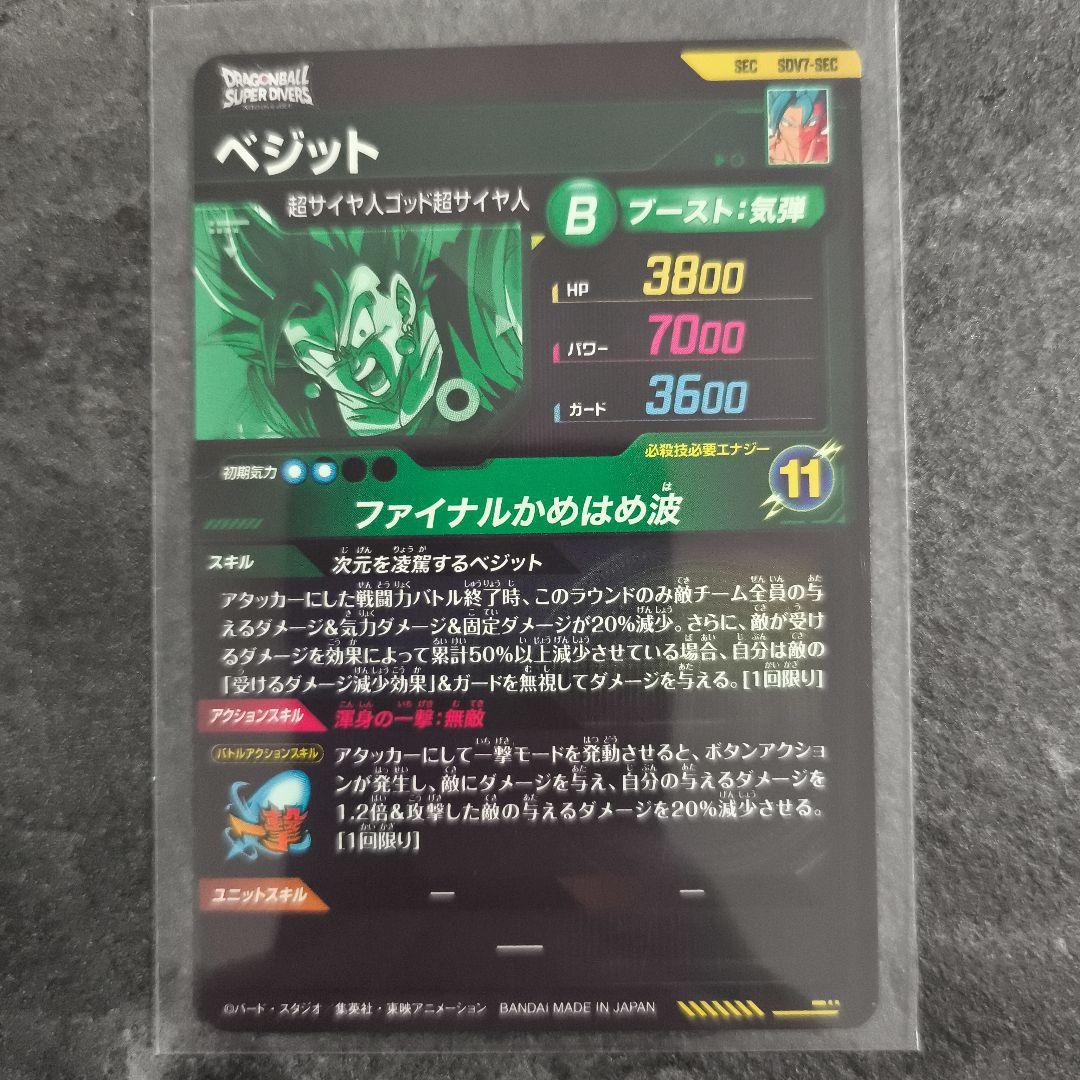 SEC SDV7-SEC
DRAGONBALL
SUPER DIVERS
ベジット
超サイヤ人ゴッド超サイヤ人
B ブースト:気弾
HP 3800
パワー 7000
ガード 3600
必殺技必要エナジー
初期気力
11
ファイナルかめはめ波
スキル 次元を凌駕するベジット
アタッカーにした戦闘力バトル終了時、このラウンドのみ敵チーム全員の与
えるダメージ&気力ダメージ&固定ダメージが20%減少。さらに、敵が受け
るダメージを効果によって累計50%以上減少させている場合、自分は敵の
「受けるダメージ減少効果」&ガードを無視してダメージを与える。[1回限り]
アクションスキル 渾身の一撃:無敵
バトルアクションスキル
アタッカーにして一撃モードを発動させると、ボタンアクショ
ンが発生し、敵にダメージを与え、自分の与えるダメージを
1.2倍&攻撃した敵の与えるダメージを20%減少させる。
[1回限り]
一撃
ユニットスキル ー ー
ー
©バード・スタジオ/集英社・東映アニメーション BANDAI MADE IN JAPAN